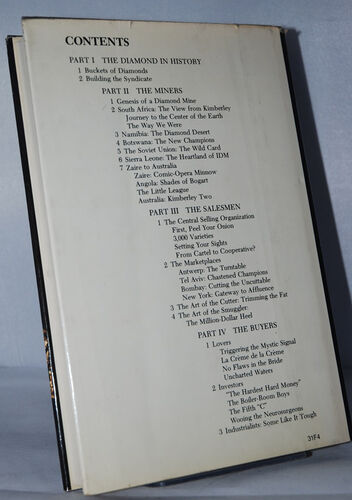 CONTENTS
PART I THE DIAMOND IN HISTORY
1 Buckets of Diamonds
2 Building the Syndicate
PART II THE MINERS
1 Genesis of a Diamond Mine
2 South Africa: The View from Kimberley
Journey to the Center of the Earth
The Way We Were
3 Namibia: The Diamond Desert
4 Botswana: The New Champions
5 The Soviet Union: The Wild Card
6 Sierra Leone: The Heartland of IDM
7 Zaire to Australia
Zaire: Comic-Opera Minnow
Angola: Shades of Bogart
The Little League
Australia: Kimberley Two
PART III THE SALESMEN
1 The Central Selling Organization
First, Peel Your Onion
3,000 Varieties
Setting Your Sights
From Cartel to Cooperative?
2 The Marketplaces
Antwerp: The Turntable
Tel Aviv: Chastened Champions
Bombay: Cutting the Uncuttable
New York: Gateway to Affluence
3 The Art of the Cutter: Trimming the Fat
4 The Art of the Smuggler:
The Million-Dollar Heel
PART IV THE BUYERS
1 Lovers
Triggering the Mystic Signal
La Crème de la Crème
No Flaws in the Bride
Uncharted Waters
2 Investors
"The Hardest Hard Money"
The Boiler-Room Boys
The Fifth "C"
Wooing the Neurosurgeons
3 Industrialists: Some Like It Tough
31F4